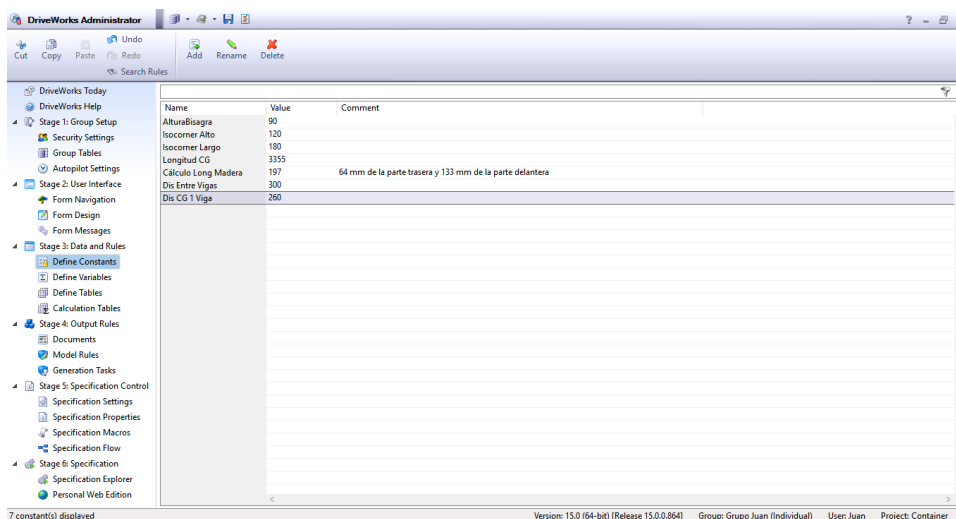 DriveWorks Administrator
? - 
Cut Copy Paste Undo Redo Search Rules Add Rename Delete
DriveWorks Today
DriveWorks Help
Stage 1: Group Setup
Security Settings
Group Tables
Autopilot Settings
Stage 2: User Interface
Form Navigation
Form Design
Form Messages
Stage 3: Data and Rules
Define Constants
Define Variables
Define Tables
Calculation Tables
Stage 4: Output Rules
Documents
Model Rules
Generation Tasks
Stage 5: Specification Control
Specification Settings
Specification Properties
Specification Macros
Specification Flow
Stage 6: Specification
Specification Explorer
Personal Web Edition
Name Value Comment
AlturaBisagra 90
Isocorner Alto 120
Isocorner Largo 180
Longitud CG 3355
Cálculo Long Madera 197 64 mm de la parte trasera y 133 mm de la parte delantera
Dis Entre Vigas 300
Dis CG 1 Viga 260
7 constant(s) displayed Version: 15.0 (64-bit) [Release 15.0.0.864] Group: Grupo Juan (Individual) User: Juan Project: Container